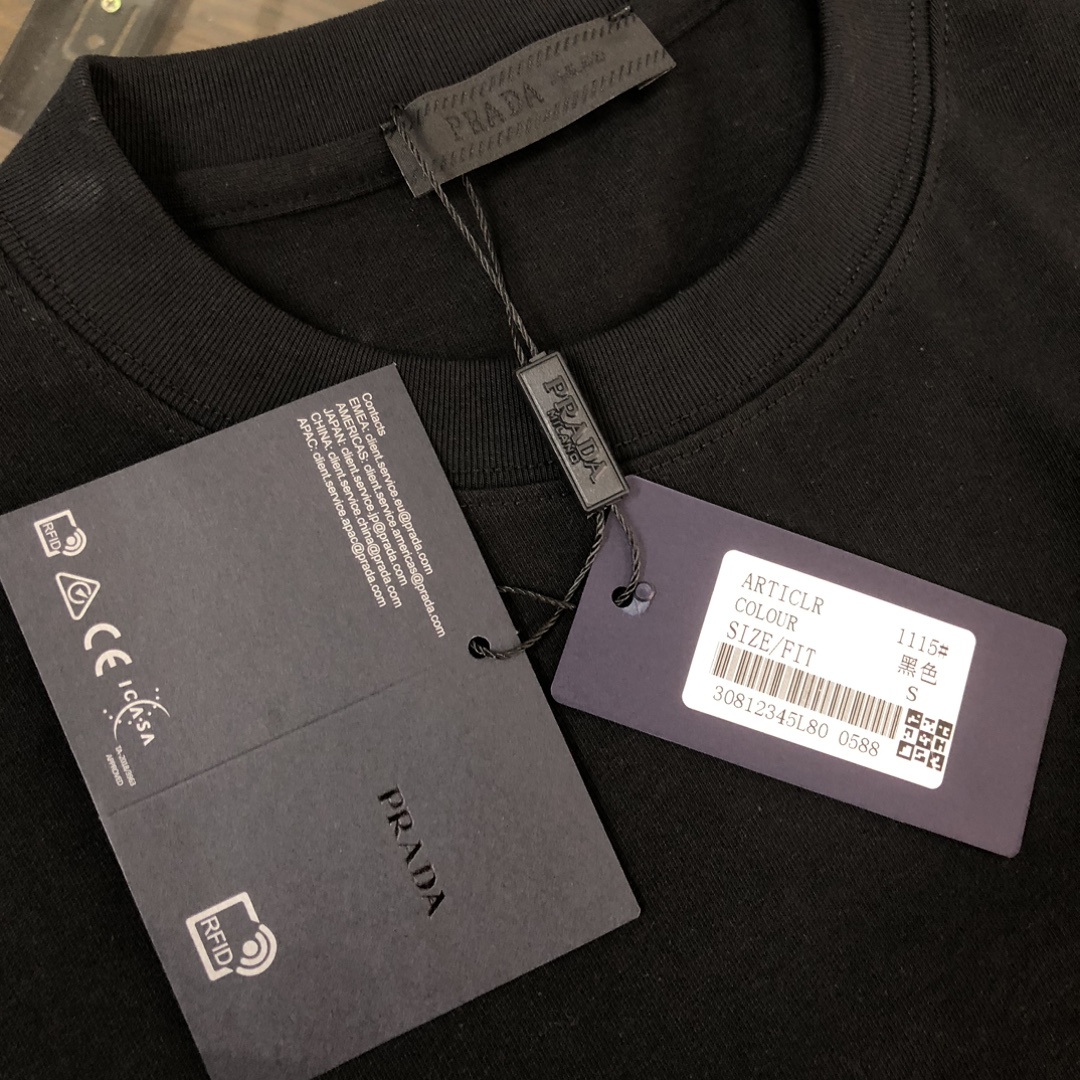 PRADA
PRADA
MILANO
Contacts
EMEA: client.service.eu@prada.com
AMERICAS: client.service.americas@prada.com
JAPAN: client.service.jp@prada.com
CHINA: client.service.china@prada.com
APAC: client.service.apac@prada.com
RFID
CE
ICASA
APPROVED
PRADA
RFID
ARTICLR 1115#
COLOUR 黑色
SIZE/FIT S
30812345L80 0588